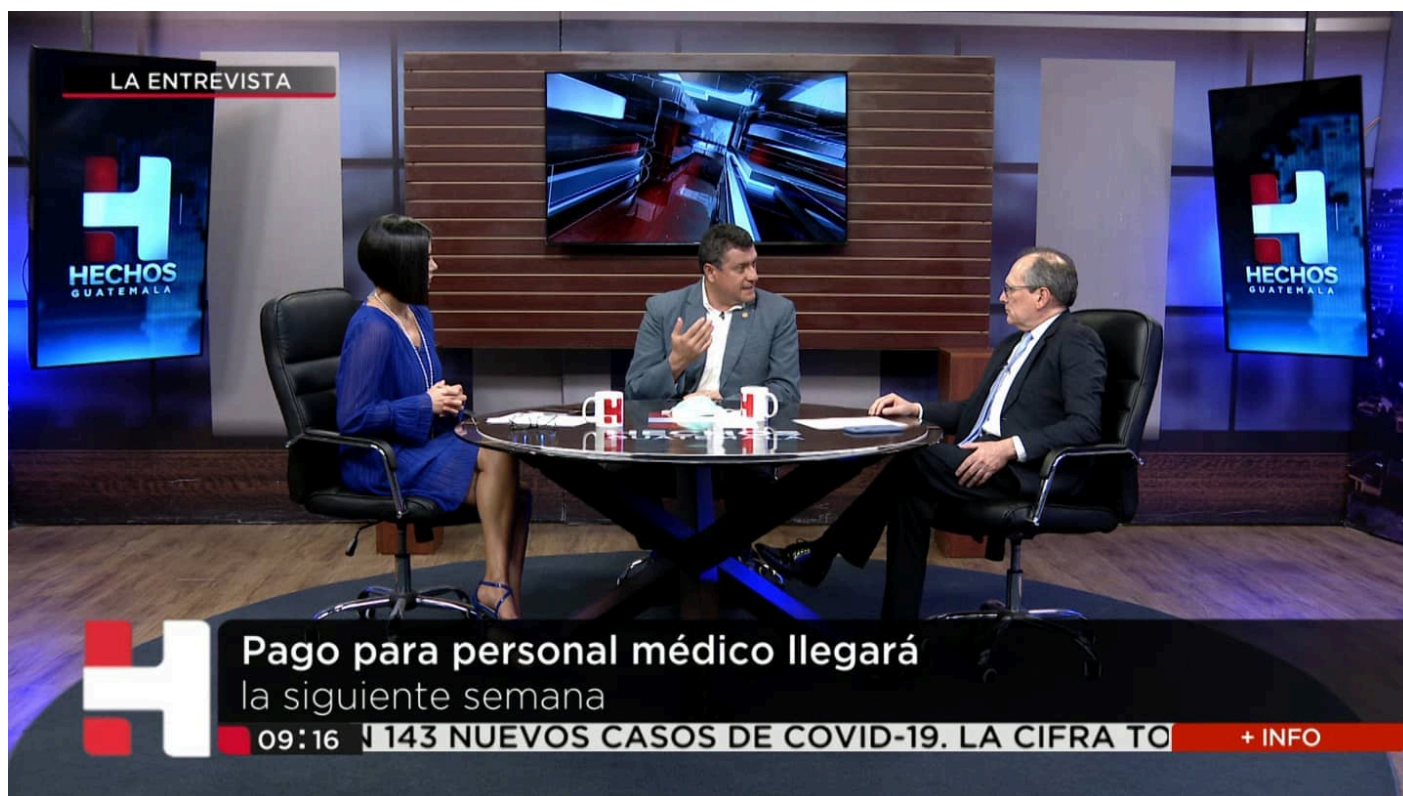 LA ENTREVISTA
HECHOS
GUATEMALA
HECHOS
GUATEMALA
Pago para personal médico llegará
la siguiente semana
09:16
143 NUEVOS CASOS DE COVID-19. LA CIFRA
+ INFO